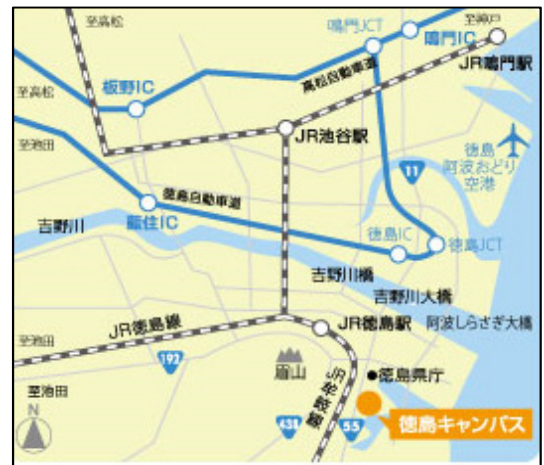 至高松
至神戸
鳴門JCT
鳴門IC
JR鳴門駅
高松自動車道
板野IC
至高松
JR池谷駅
至池田
徳島
阿波おどり
空港
11
徳島自動車道
藍住IC
吉野川
徳島IC
徳島JCT
吉野川橋
吉野川大橋
JR徳島線
JR徳島駅
阿波しらさぎ大橋
至池田
192
眉山
JR牟岐線
徳島県庁
至池田
N
438
55
徳島キャンパス